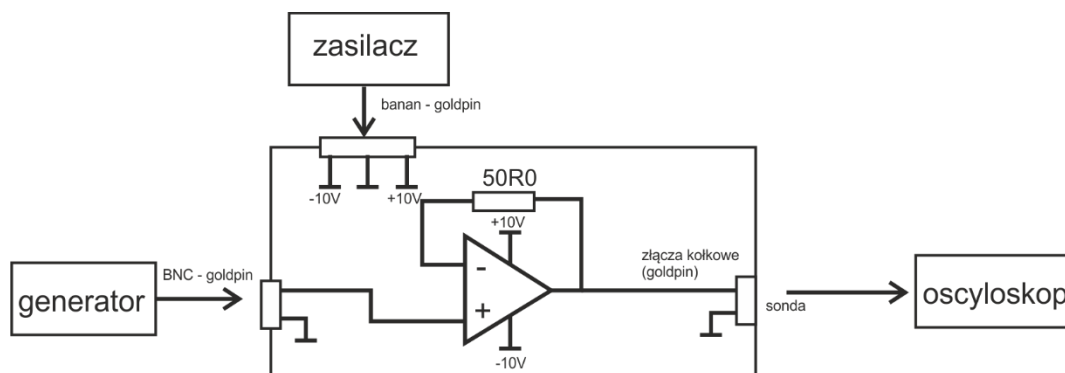 zasilacz
banan - goldpin
-10V
+10V
50R0
+10V
-
+
-10V
złącza kołkowe
(goldpin)
BNC - goldpin
generator
sonda
oscyloskop